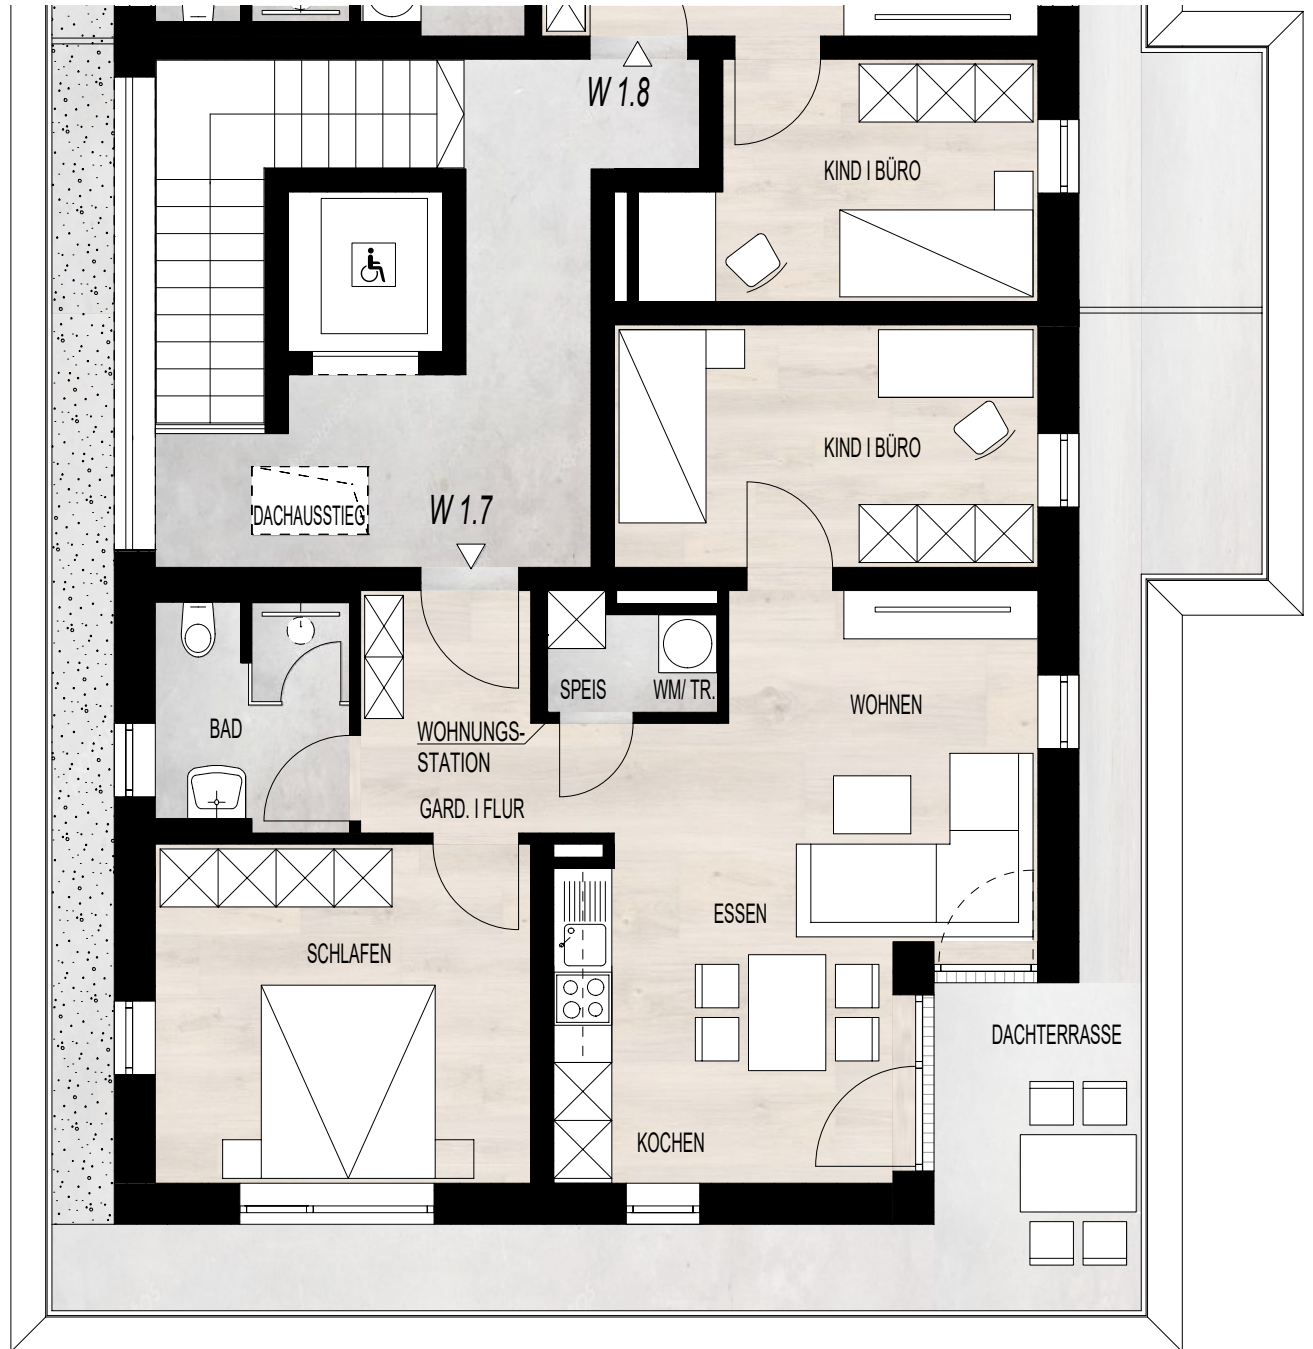 W 1.8
KIND I BÜRO
KIND I BÜRO
DACHAUSSTIEG
W 1.7
SPEIS
WM/ TR.
BAD
WOHNUNGS-
STATION
GARD. I FLUR
WOHNEN
ESSEN
SCHLAFEN
DACHTERRASSE
KOCHEN